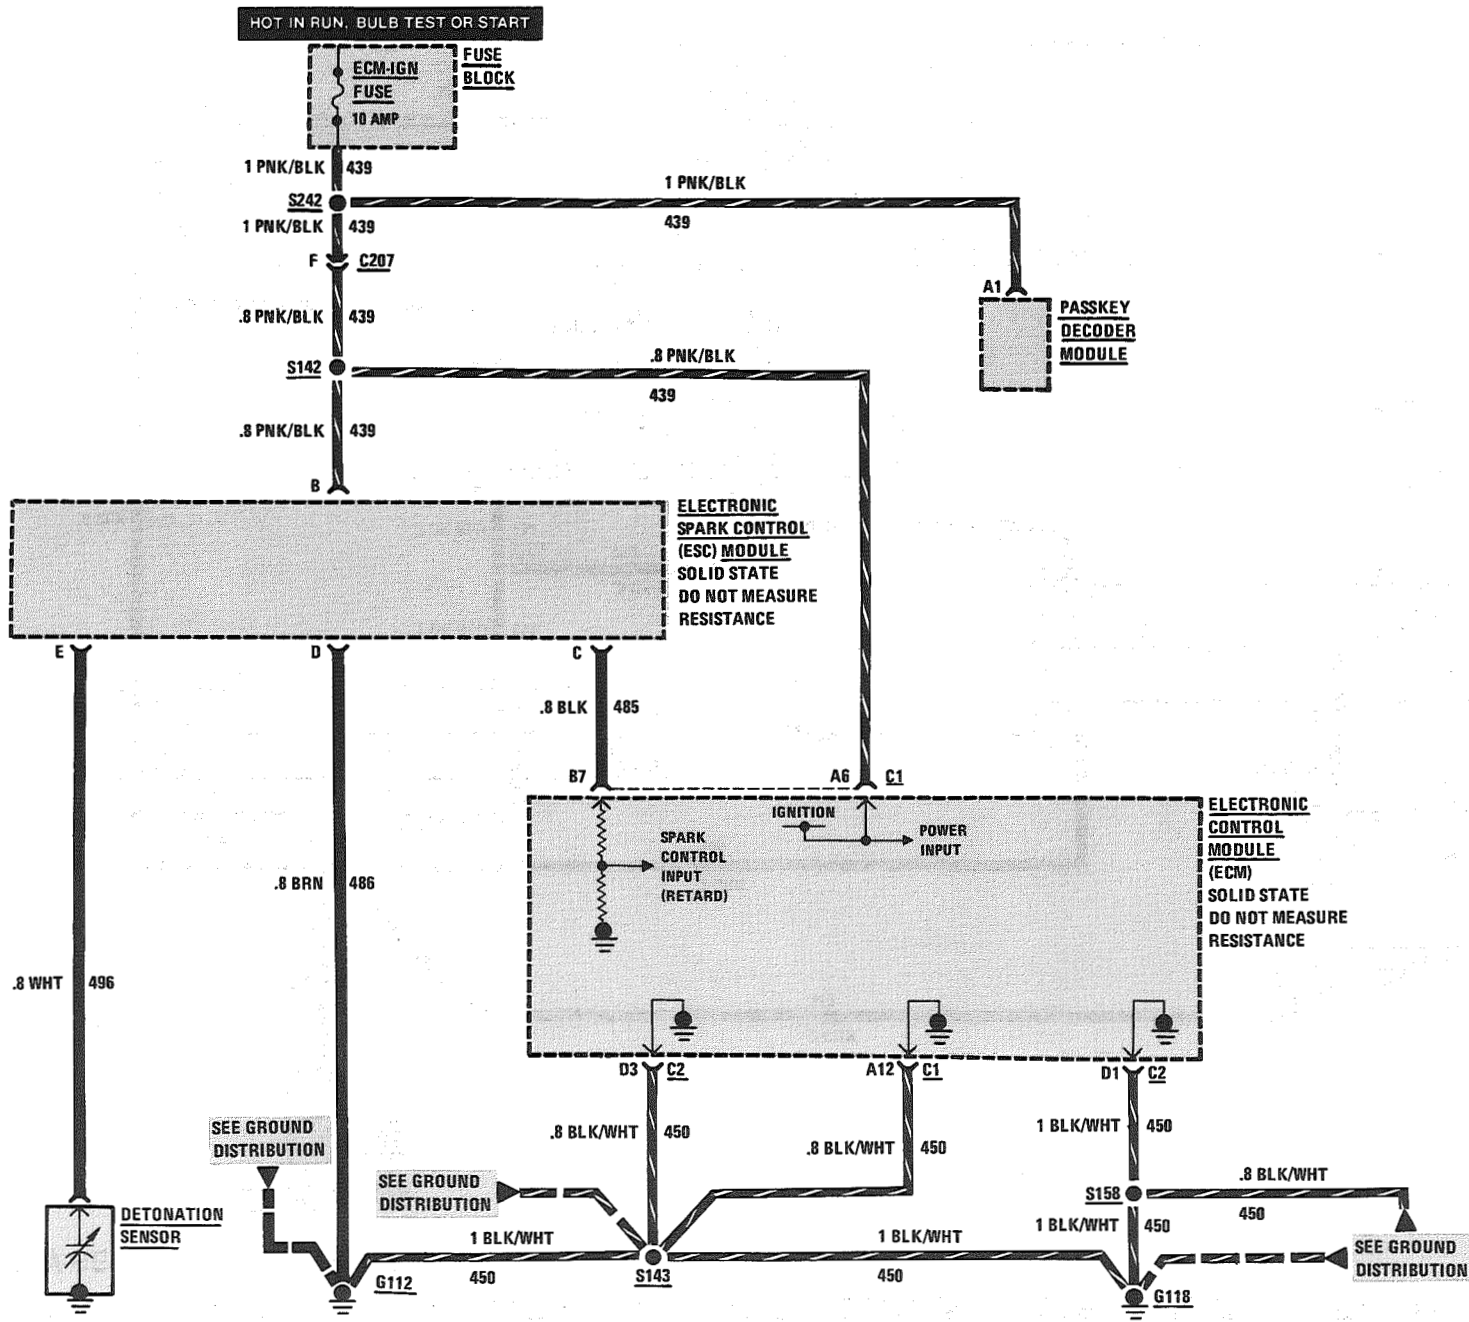 HOT IN RUN, BULB TEST OR START
FUSE
BLOCK
ECM-IGN
FUSE
10 AMP
1 PNK/BLK 439
S242
1 PNK/BLK
439
1 PNK/BLK 439
F C207
A1
PASSKEY
DECODER
MODULE
.8 PNK/BLK 439
S142
.8 PNK/BLK
439
.8 PNK/BLK 439
B
ELECTRONIC
SPARK CONTROL
(ESC) MODULE
SOLID STATE
DO NOT MEASURE
RESISTANCE
E
D
C
.8 BLK 485
B7
A6 C1
IGNITION
POWER
INPUT
SPARK
CONTROL
INPUT
(RETARD)
ELECTRONIC
CONTROL
MODULE
(ECM)
SOLID STATE
DO NOT MEASURE
RESISTANCE
.8 BRN 486
.8 WHT 496
D3 C2
A12 C1
D1 C2
.8 BLK/WHT 450
.8 BLK/WHT 450
1 BLK/WHT 450
SEE GROUND
DISTRIBUTION
SEE GROUND
DISTRIBUTION
S158
.8 BLK/WHT
450
1 BLK/WHT 450
DETONATION
SENSOR
1 BLK/WHT
450
S143
1 BLK/WHT
450
SEE GROUND
DISTRIBUTION
G112
G118